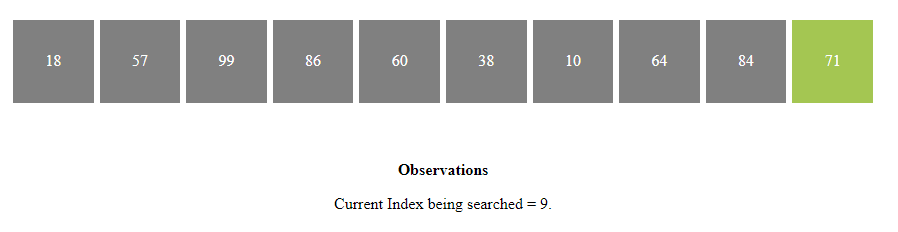 18 57 99 86 60 38 10 64 84 71
Observations
Current Index being searched = 9.